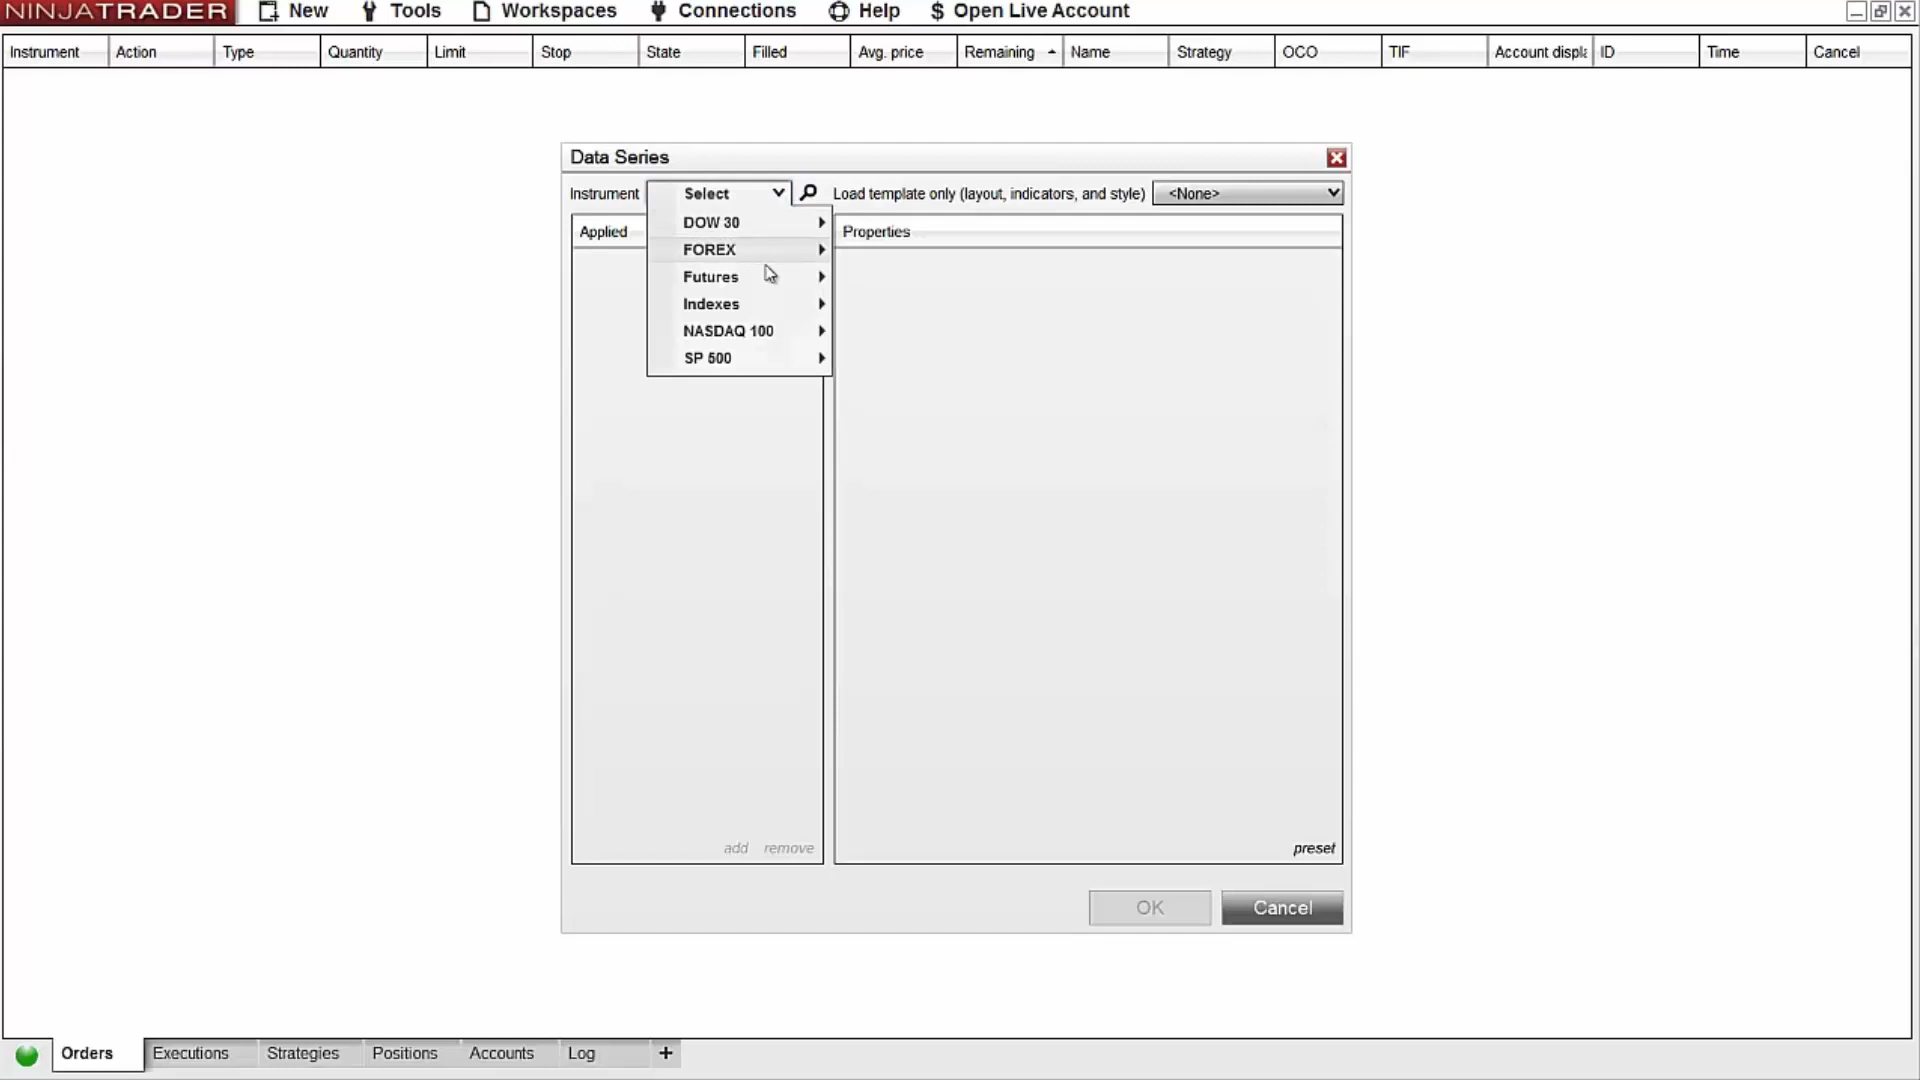 NINJATRADER New Tools Workspaces Connections Help $ Open Live Account
Instrument Action Type Quantity Limit Stop State Filled Avg. price Remaining Name Strategy OCO TIF Account displa ID Time Cancel
Data Series
Instrument Select Load template only (layout, indicators, and style) <None>
DOW 30
Applied Properties
FOREX
Futures
Indexes
NASDAQ 100
SP 500
add remove preset
OK Cancel
Orders Executions Strategies Positions Accounts Log +